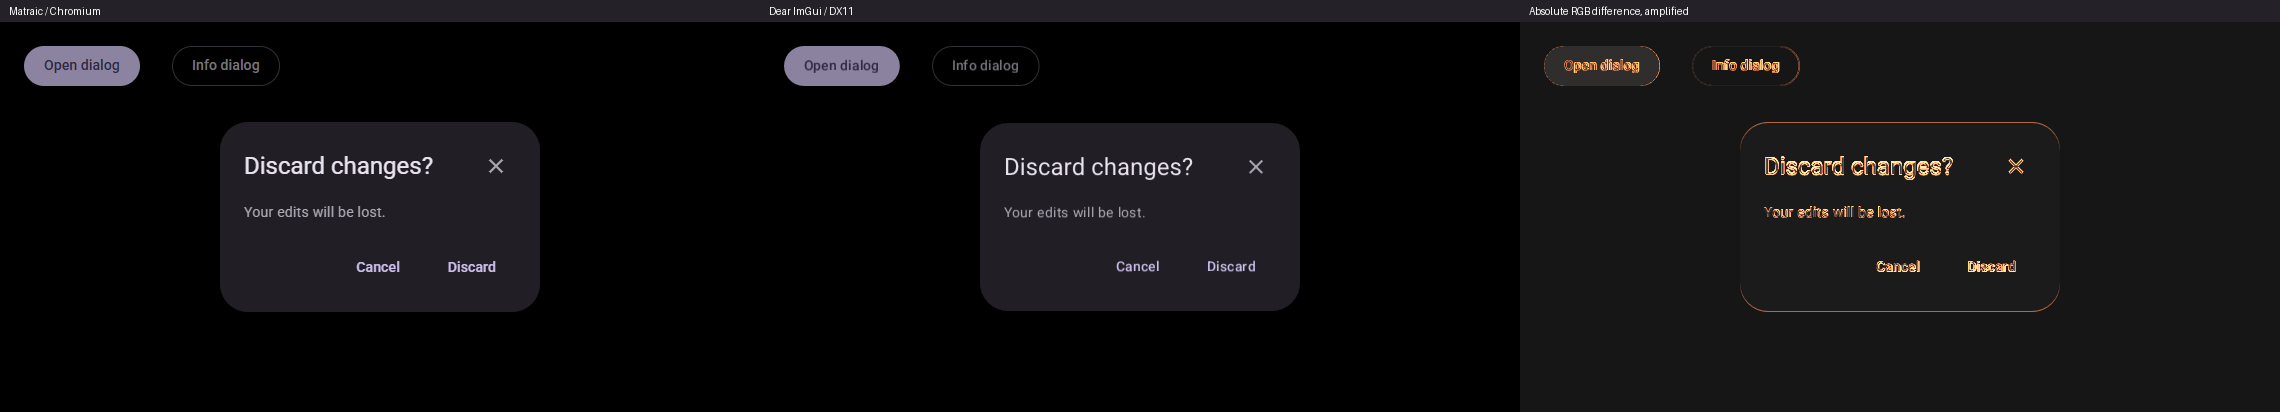 Matraic / Chromium
Dear ImGui / DX11
Absolute RGB difference, amplified
Open dialog
Info dialog
Open dialog
Info dialog
Open dialog
Info dialog
Discard changes?
Discard changes?
Discard changes?
Your edits will be lost.
Your edits will be lost.
Your edits will be lost.
Cancel
Discard
Cancel
Discard
Cancel
Discard